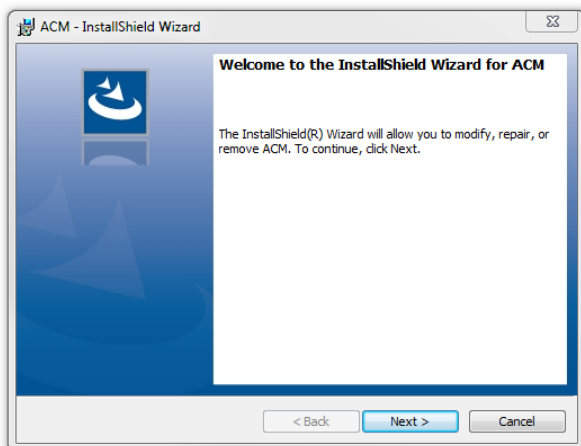 ACM - InstallShield Wizard
Welcome to the InstallShield Wizard for ACM
The InstallShield(R) Wizard will allow you to modify, repair, or
remove ACM. To continue, click Next.
< Back
Next >
Cancel